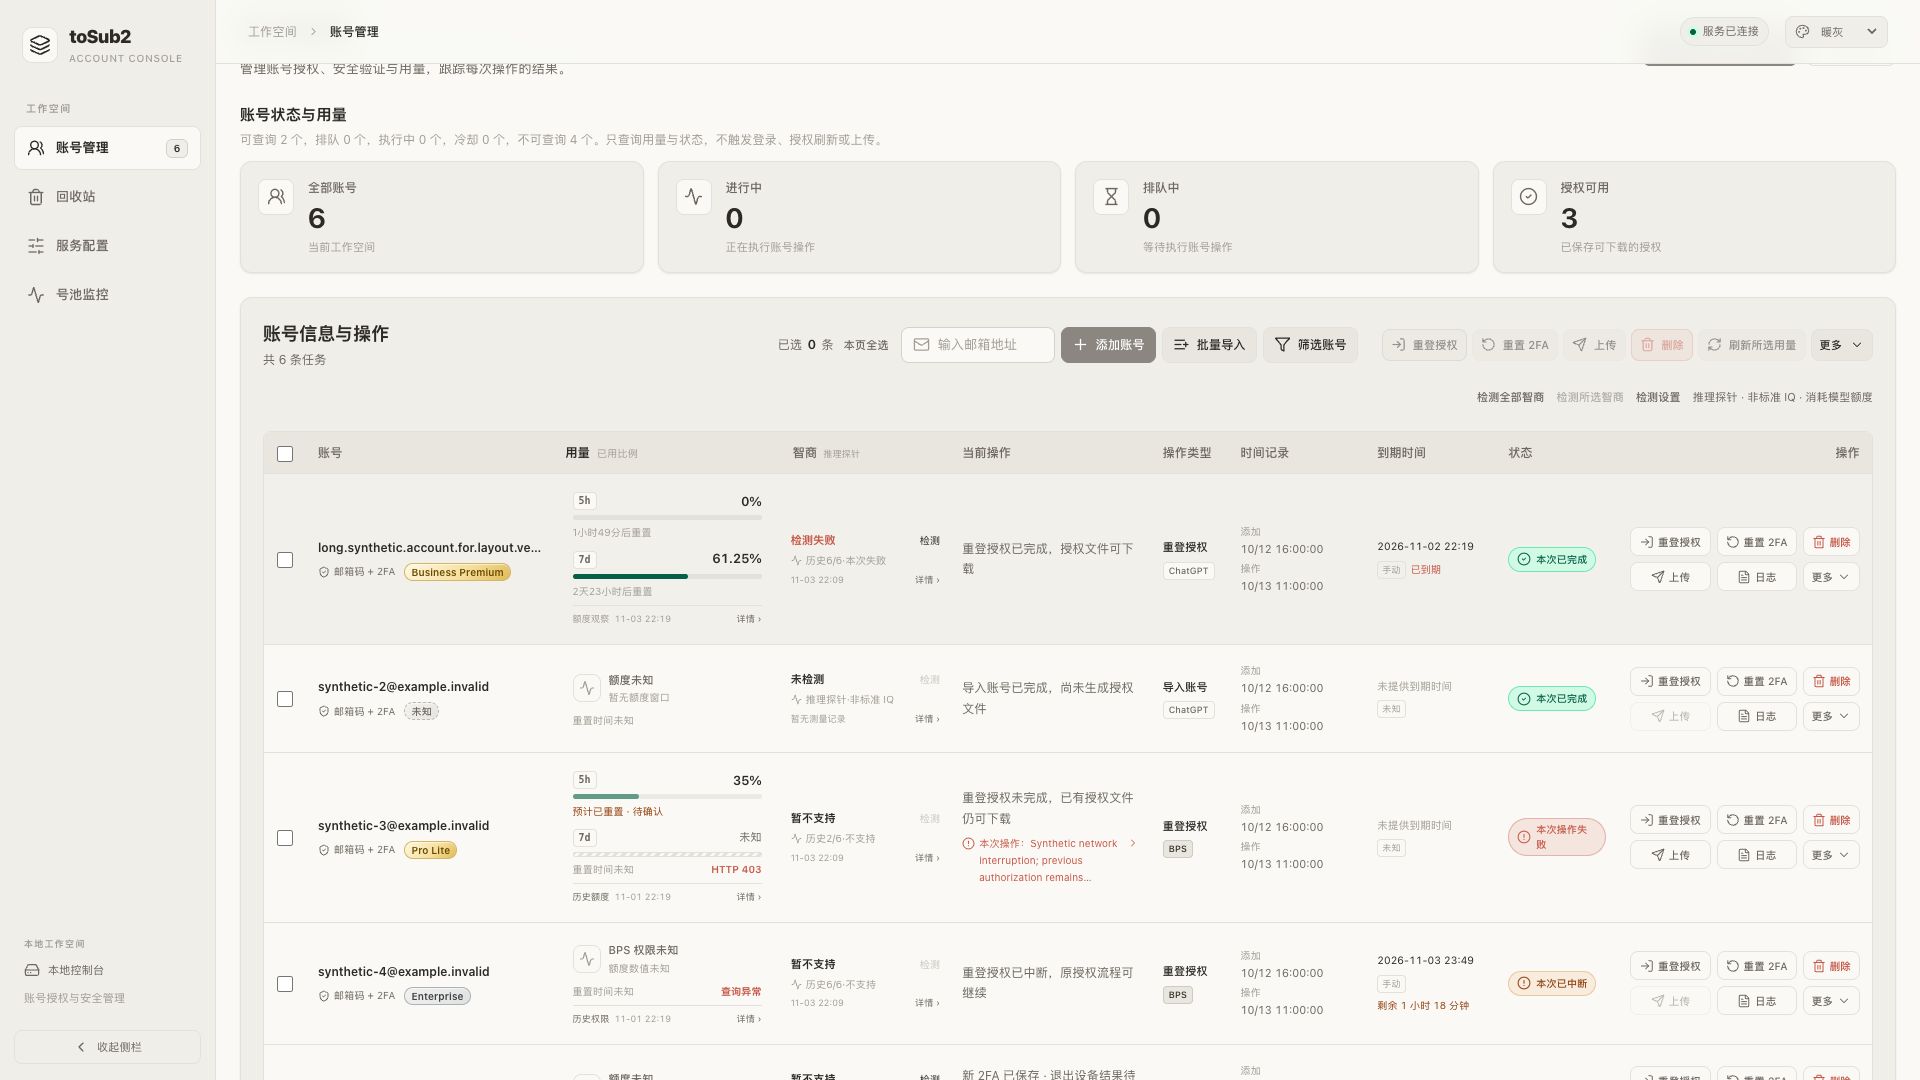 toSub2
ACCOUNT CONSOLE
工作空间
账号管理 6
回收站
服务配置
号池监控
本地工作空间
本地控制台
账号授权与安全管理
收起侧栏
工作空间 > 账号管理
服务已连接
暖灰
管理账号授权、安全验证与用量，跟踪每次操作的结果。
账号状态与用量
可查询 2 个，排队 0 个，执行中 0 个，冷却 0 个，不可查询 4 个。只查询用量与状态，不触发登录、授权刷新或上传。
全部账号
6
当前工作空间
进行中
0
正在执行账号操作
排队中
0
等待执行账号操作
授权可用
3
已保存可下载的授权
账号信息与操作
共 6 条任务
已选 0 条 本页全选 输入邮箱地址 添加账号 批量导入 筛选账号 重登授权 重置 2FA 上传 删除 刷新所选用量 更多
检测全部智商 检测所选智商 检测设置 推理探针 · 非标准 IQ · 消耗模型额度
账号 用量 已用比例 智商 推理探针 当前操作 操作类型 时间记录 到期时间 状态 操作
long.synthetic.account.for.layout.ve...
邮箱码 + 2FA Business Premium
5h 0%
1小时49分后重置
7d 61.25%
2天23小时后重置
额度观察 11-03 22:19 详情 ›
检测失败 检测
历史6/6·本次失败
11-03 22:09 详情 ›
重登授权已完成，授权文件可下
载
重登授权
ChatGPT
添加
10/12 16:00:00
操作
10/13 11:00:00
2026-11-02 22:19
手动 已到期
本次已完成
重登授权 重置 2FA 删除
上传 日志 更多
synthetic-2@example.invalid
邮箱码 + 2FA 未知
额度未知
暂无额度窗口
重置时间未知
未检测 检测
推理探针·非标准 IQ
暂无测量记录 详情 ›
导入账号已完成，尚未生成授权
文件
导入账号
ChatGPT
添加
10/12 16:00:00
操作
10/13 11:00:00
未提供到期时间
未知
本次已完成
重登授权 重置 2FA 删除
上传 日志 更多
synthetic-3@example.invalid
邮箱码 + 2FA Pro Lite
5h 35%
预计已重置 · 待确认
7d 未知
重置时间未知 HTTP 403
历史额度 11-01 22:19 详情 ›
暂不支持 检测
历史2/6·不支持
11-03 22:09 详情 ›
重登授权未完成，已有授权文件
仍可下载
本次操作：Synthetic network >
interruption; previous
authorization remains...
重登授权
BPS
添加
10/12 16:00:00
操作
10/13 11:00:00
未提供到期时间
未知
本次操作失
败
重登授权 重置 2FA 删除
上传 日志 更多
synthetic-4@example.invalid
邮箱码 + 2FA Enterprise
BPS 权限未知
额度数值未知
重置时间未知 查询异常
历史权限 11-01 22:19 详情 ›
暂不支持 检测
历史6/6·不支持
11-03 22:09 详情 ›
重登授权已中断，原授权流程可
继续
重登授权
BPS
添加
10/12 16:00:00
操作
10/13 11:00:00
2026-11-03 23:49
手动
剩余 1 小时 18 分钟
本次已中断
重登授权 重置 2FA 删除
上传 日志 更多
额度未知
暂不支持 检测
新 2FA 已保存 · 退出设备结果待
添加
重登授权 重置 2FA 删除